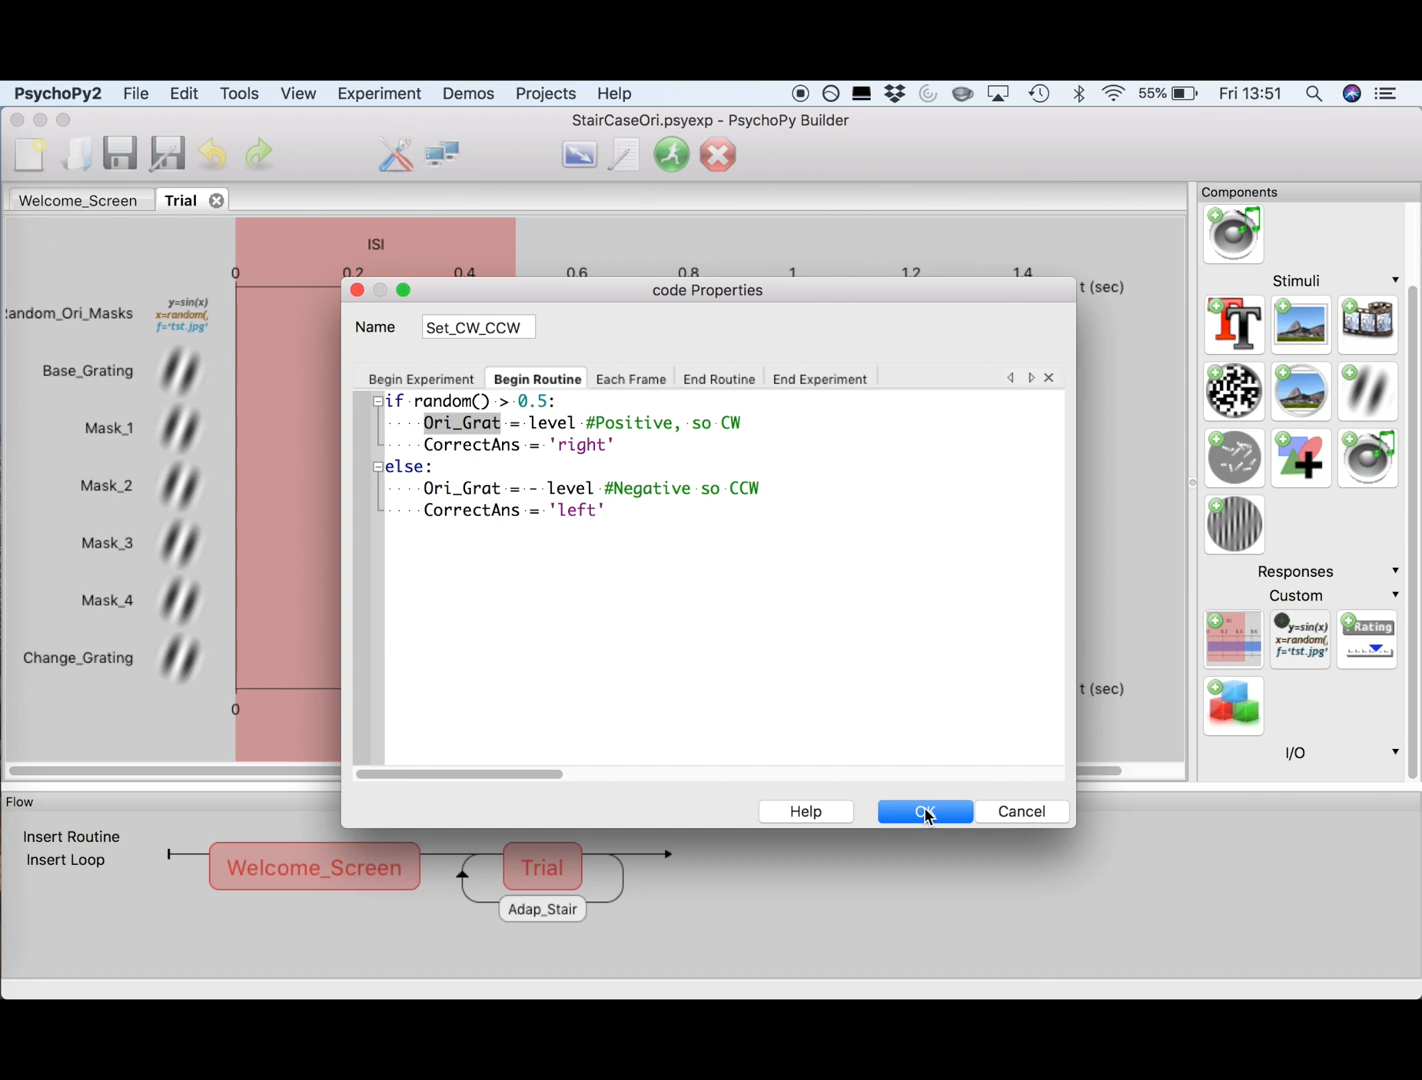 PsychoPy2 File Edit Tools View Experiment Demos Projects Help 55% Fri 13:51
StairCaseOri.psyexp - PsychoPy Builder
Welcome_Screen Trial
Components
ISI
0 0.2 0.4 0.6 0.8 1 1.2 1.4
t (sec)
Stimuli
code Properties
Name Set_CW_CCW
andom_Ori_Masks
y=sin(x)
x=random(,
f='tst.jpg'
Base_Grating
Mask_1
Mask_2
Mask_3
Mask_4
Change_Grating
Begin Experiment Begin Routine Each Frame End Routine End Experiment
if random() > 0.5:
Ori_Grat = level #Positive, so CW
CorrectAns = 'right'
else:
Ori_Grat = - level #Negative so CCW
CorrectAns = 'left'
Responses
Custom
y=sin(x)
x=random(,
f='tst.jpg'
Rating
t (sec)
0
I/O
Help OK Cancel
Flow
Insert Routine
Insert Loop
Welcome_Screen Trial
Adap_Stair